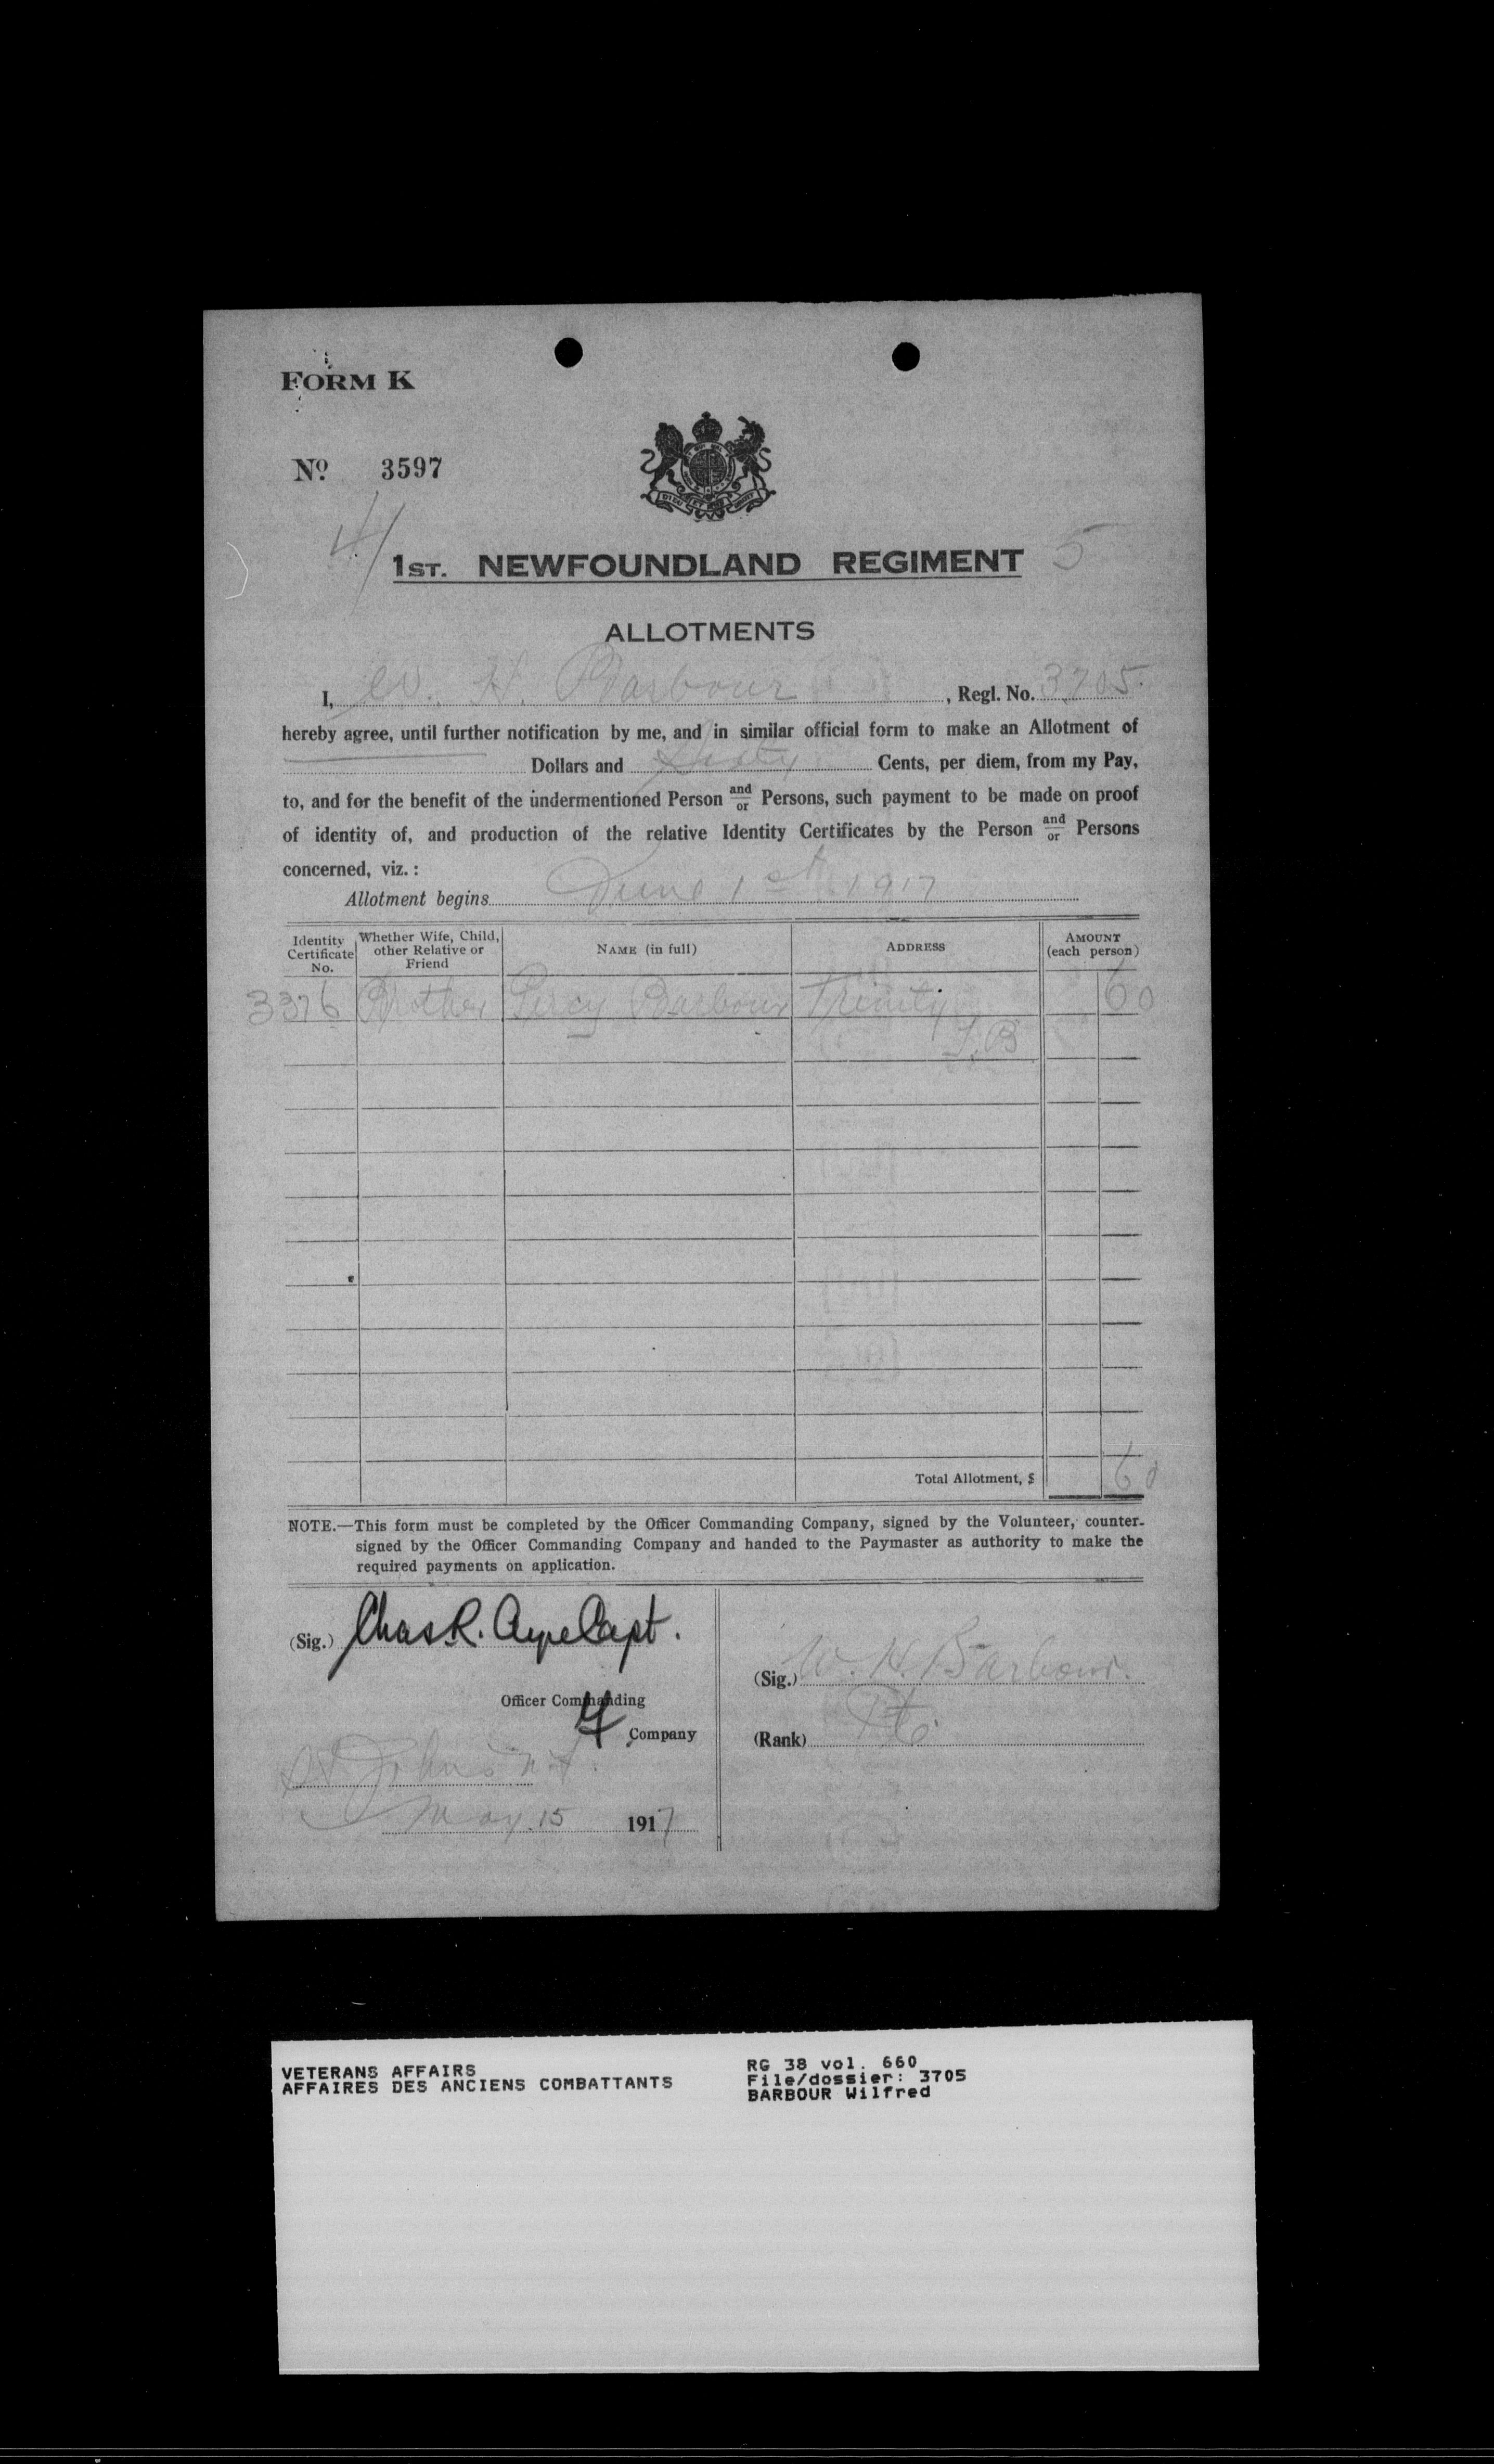 FORM K
No. 3597
4/ 5
1ST. NEWFOUNDLAND REGIMENT
ALLOTMENTS
I, W. H. Barbour, Regl. No. 3705.
hereby agree, until further notification by me, and in similar official form to make an Allotment of
Dollars and Sixty Cents, per diem, from my Pay,
to, and for the benefit of the undermentioned Person and/or Persons, such payment to be made on proof
of identity of, and production of the relative Identity Certificates by the Person and/or Persons
concerned, viz.:
Allotment begins June 1st 1917
Identity Certificate No. Whether Wife, Child, other Relative or Friend NAME (in full) ADDRESS AMOUNT (each person)
3376 Brother Percy Barbour Trinity 60
T.B
Total Allotment, $ 60
NOTE.—This form must be completed by the Officer Commanding Company, signed by the Volunteer, counter-
signed by the Officer Commanding Company and handed to the Paymaster as authority to make the
required payments on application.
(Sig.) Chas R. Ayre Capt.
Officer Commanding
4 Company
St. John's n.f.
May. 15 1917
(Sig.) W. H. Barbour.
(Rank) Pte.
VETERANS AFFAIRS
AFFAIRES DES ANCIENS COMBATTANTS
RG 38 vol. 660
File/dossier: 3705
BARBOUR Wilfred